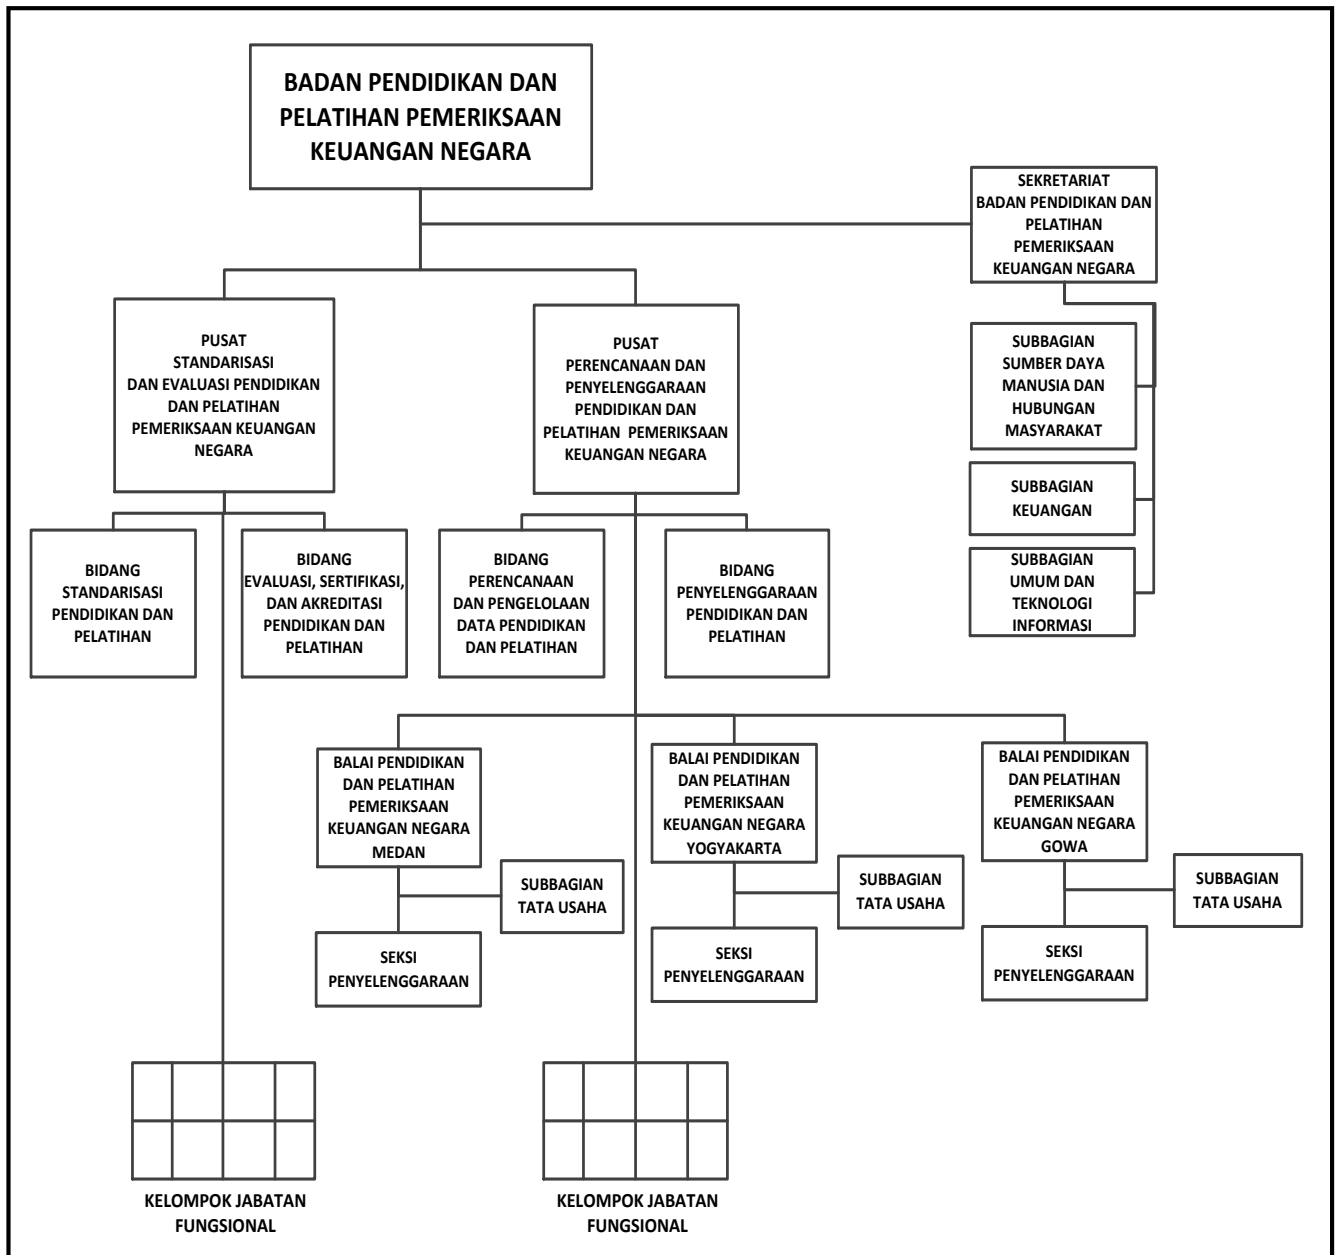 BADAN PENDIDIKAN DAN
PELATIHAN PEMERIKSAAN
KEUANGAN NEGARA
SEKRETARIAT
BADAN PENDIDIKAN DAN
PELATIHAN
PEMERIKSAAN
KEUANGAN NEGARA
PUSAT
STANDARISASI
DAN EVALUASI PENDIDIKAN
DAN PELATIHAN
PEMERIKSAAN KEUANGAN
NEGARA
PUSAT
PERENCANAAN DAN
PENYELENGGARAAN
PENDIDIKAN DAN
PELATIHAN PEMERIKSAAN
KEUANGAN NEGARA
SUBBAGIAN
SUMBER DAYA
MANUSIA DAN
HUBUNGAN
MASYARAKAT
SUBBAGIAN
KEUANGAN
SUBBAGIAN
UMUM DAN
TEKNOLOGI
INFORMASI
BIDANG
STANDARISASI
PENDIDIKAN DAN
PELATIHAN
BIDANG
EVALUASI, SERTIFIKASI,
DAN AKREDITASI
PENDIDIKAN DAN
PELATIHAN
BIDANG
PERENCANAAN
DAN PENGELOLAAN
DATA PENDIDIKAN
DAN PELATIHAN
BIDANG
PENYELENGGARAAN
PENDIDIKAN DAN
PELATIHAN
BALAI PENDIDIKAN
DAN PELATIHAN
PEMERIKSAAN
KEUANGAN NEGARA
MEDAN
BALAI PENDIDIKAN
DAN PELATIHAN
PEMERIKSAAN
KEUANGAN NEGARA
YOGYAKARTA
BALAI PENDIDIKAN
DAN PELATIHAN
PEMERIKSAAN
KEUANGAN NEGARA
GOWA
SUBBAGIAN
TATA USAHA
SUBBAGIAN
TATA USAHA
SUBBAGIAN
TATA USAHA
SEKSI
PENYELENGGARAAN
SEKSI
PENYELENGGARAAN
SEKSI
PENYELENGGARAAN
KELOMPOK JABATAN
FUNGSIONAL
KELOMPOK JABATAN
FUNGSIONAL